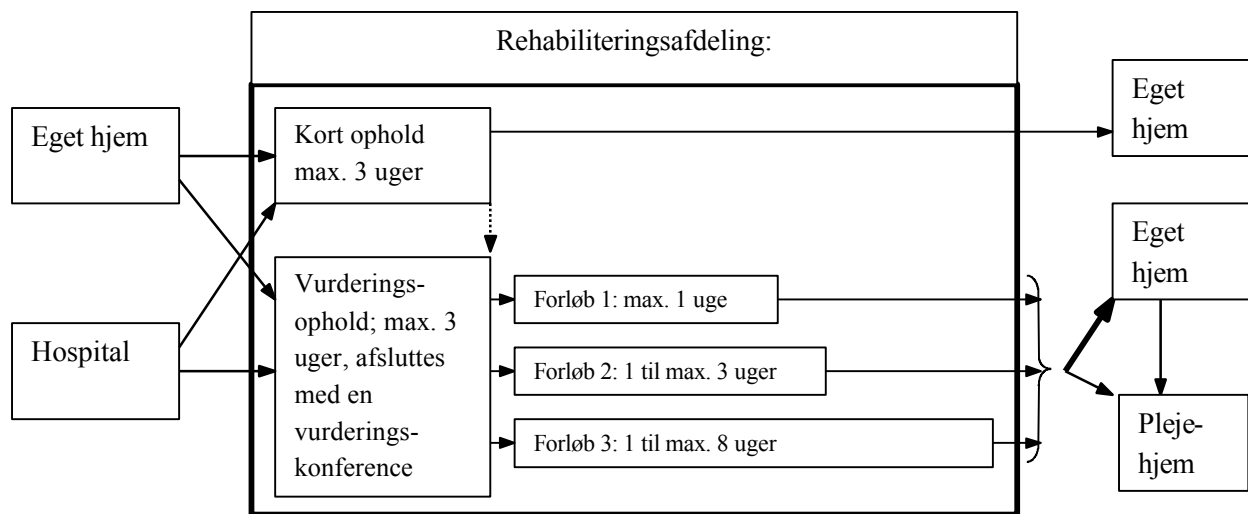 Rehabiliteringsafdeling:
Eget hjem
Hospital
Kort ophold
max. 3 uger
Vurderings-
ophold; max. 3
uger, afsluttes
med en
vurderings-
konference
Forløb 1: max. 1 uge
Forløb 2: 1 til max. 3 uger
Forløb 3: 1 til max. 8 uger
Eget
hjem
Eget
hjem
Pleje-
hjem